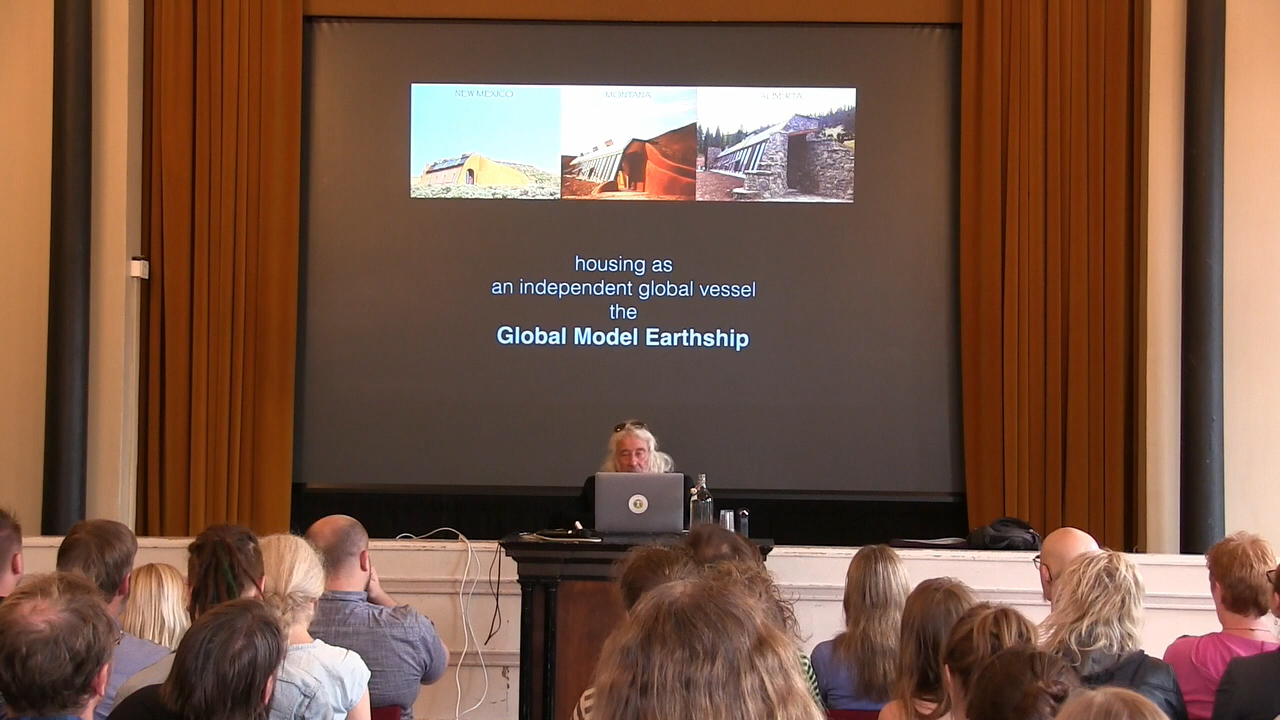 NEW MEXICO MONTANA ALBERTA
housing as
an independent global vessel
the
Global Model Earthship